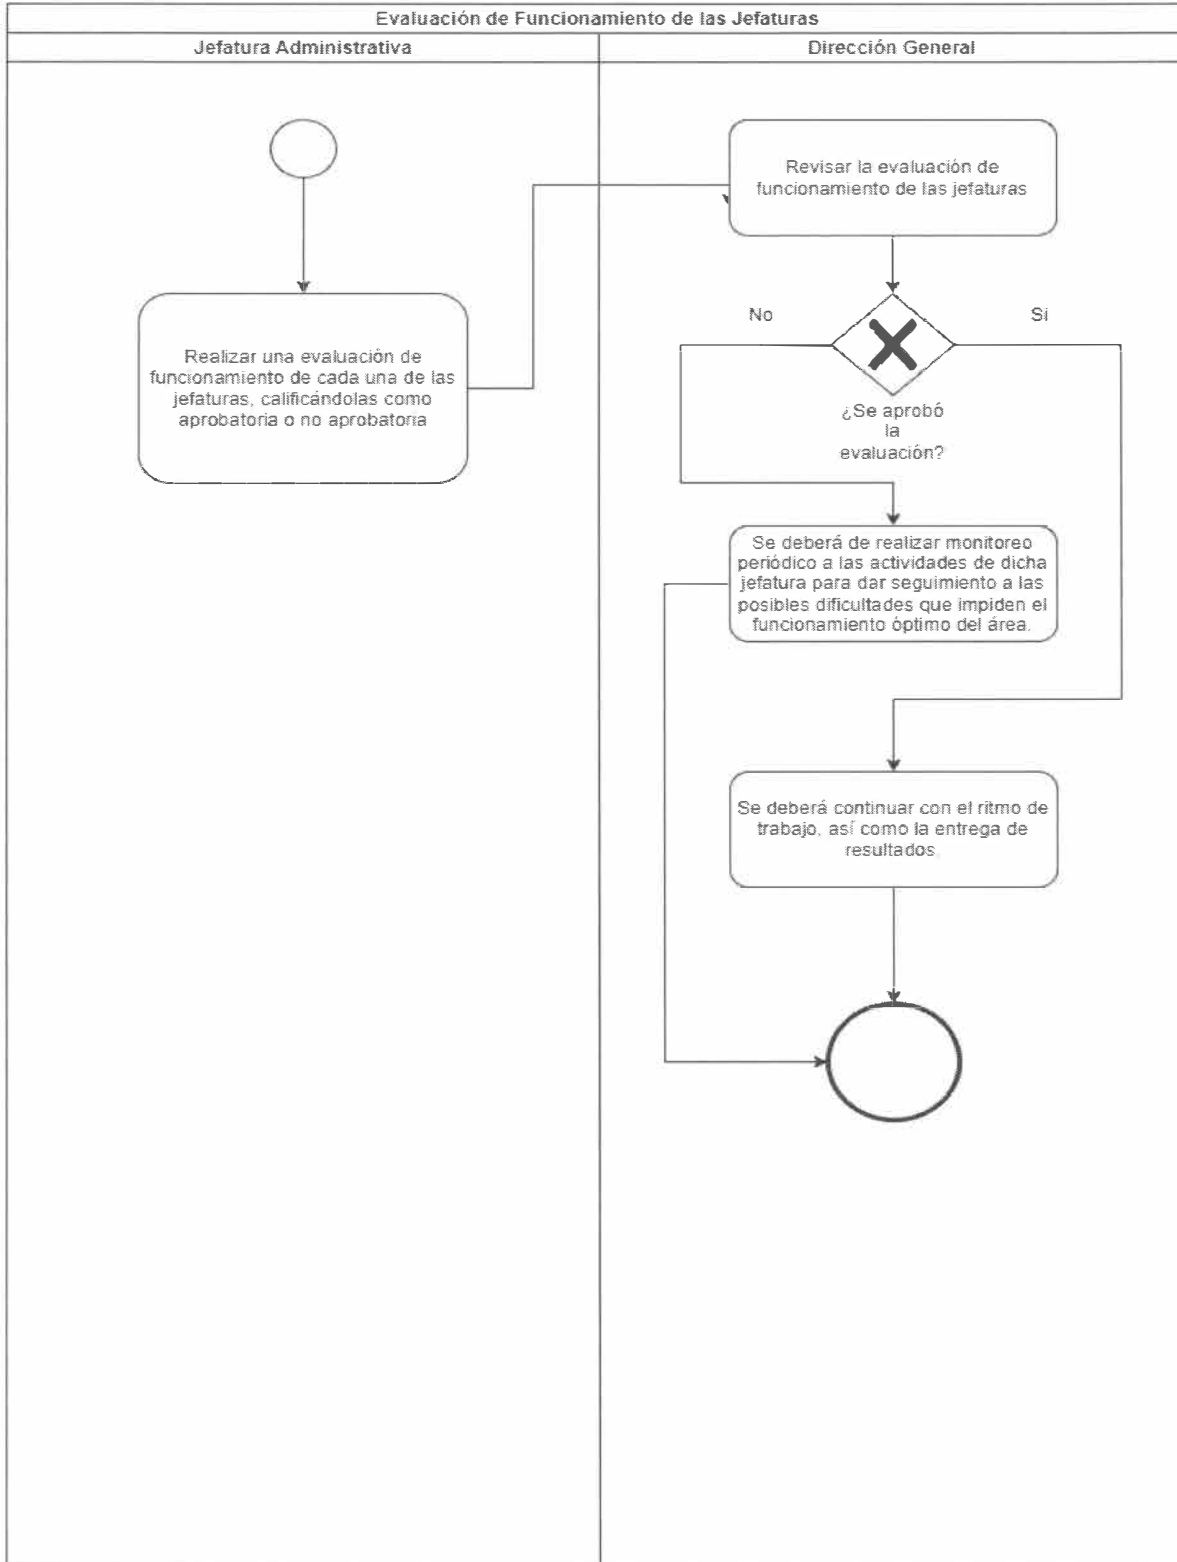 Evaluación de Funcionamiento de las Jefaturas
Jefatura Administrativa
Dirección General
Realizar una evaluación de
funcionamiento de cada una de las
jefaturas, calificándolas como
aprobatoria o no aprobatoria
Revisar la evaluación de
funcionamiento de las jefaturas
No
Si
¿Se aprobó
la
evaluación?
Se deberá de realizar monitoreo
periódico a las actividades de dicha
jefatura para dar seguimiento a las
posibles dificultades que impiden el
funcionamiento óptimo del área.
Se deberá continuar con el ritmo de
trabajo, así como la entrega de
resultados.